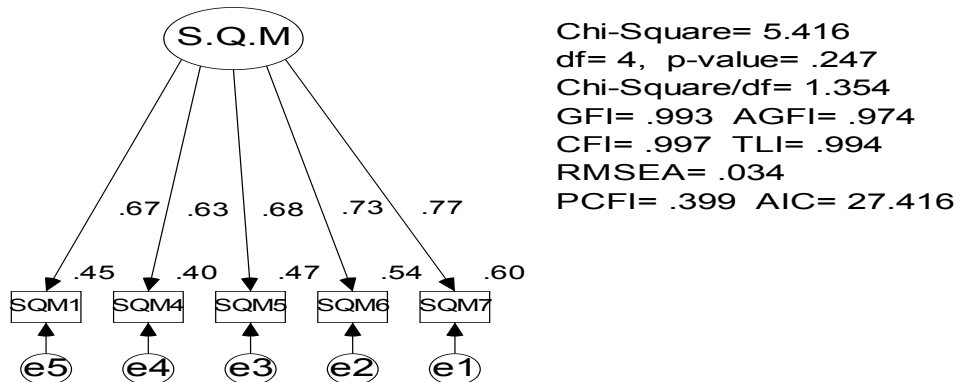 S.Q.M
Chi-Square= 5.416
df= 4, p-value= .247
Chi-Square/df= 1.354
GFI= .993 AGFI= .974
CFI= .997 TLI= .994
RMSEA= .034
PCFI= .399 AIC= 27.416
.67 .63 .68 .73 .77
.45 .40 .47 .54 .60
SQM1 SQM4 SQM5 SQM6 SQM7
e5 e4 e3 e2 e1